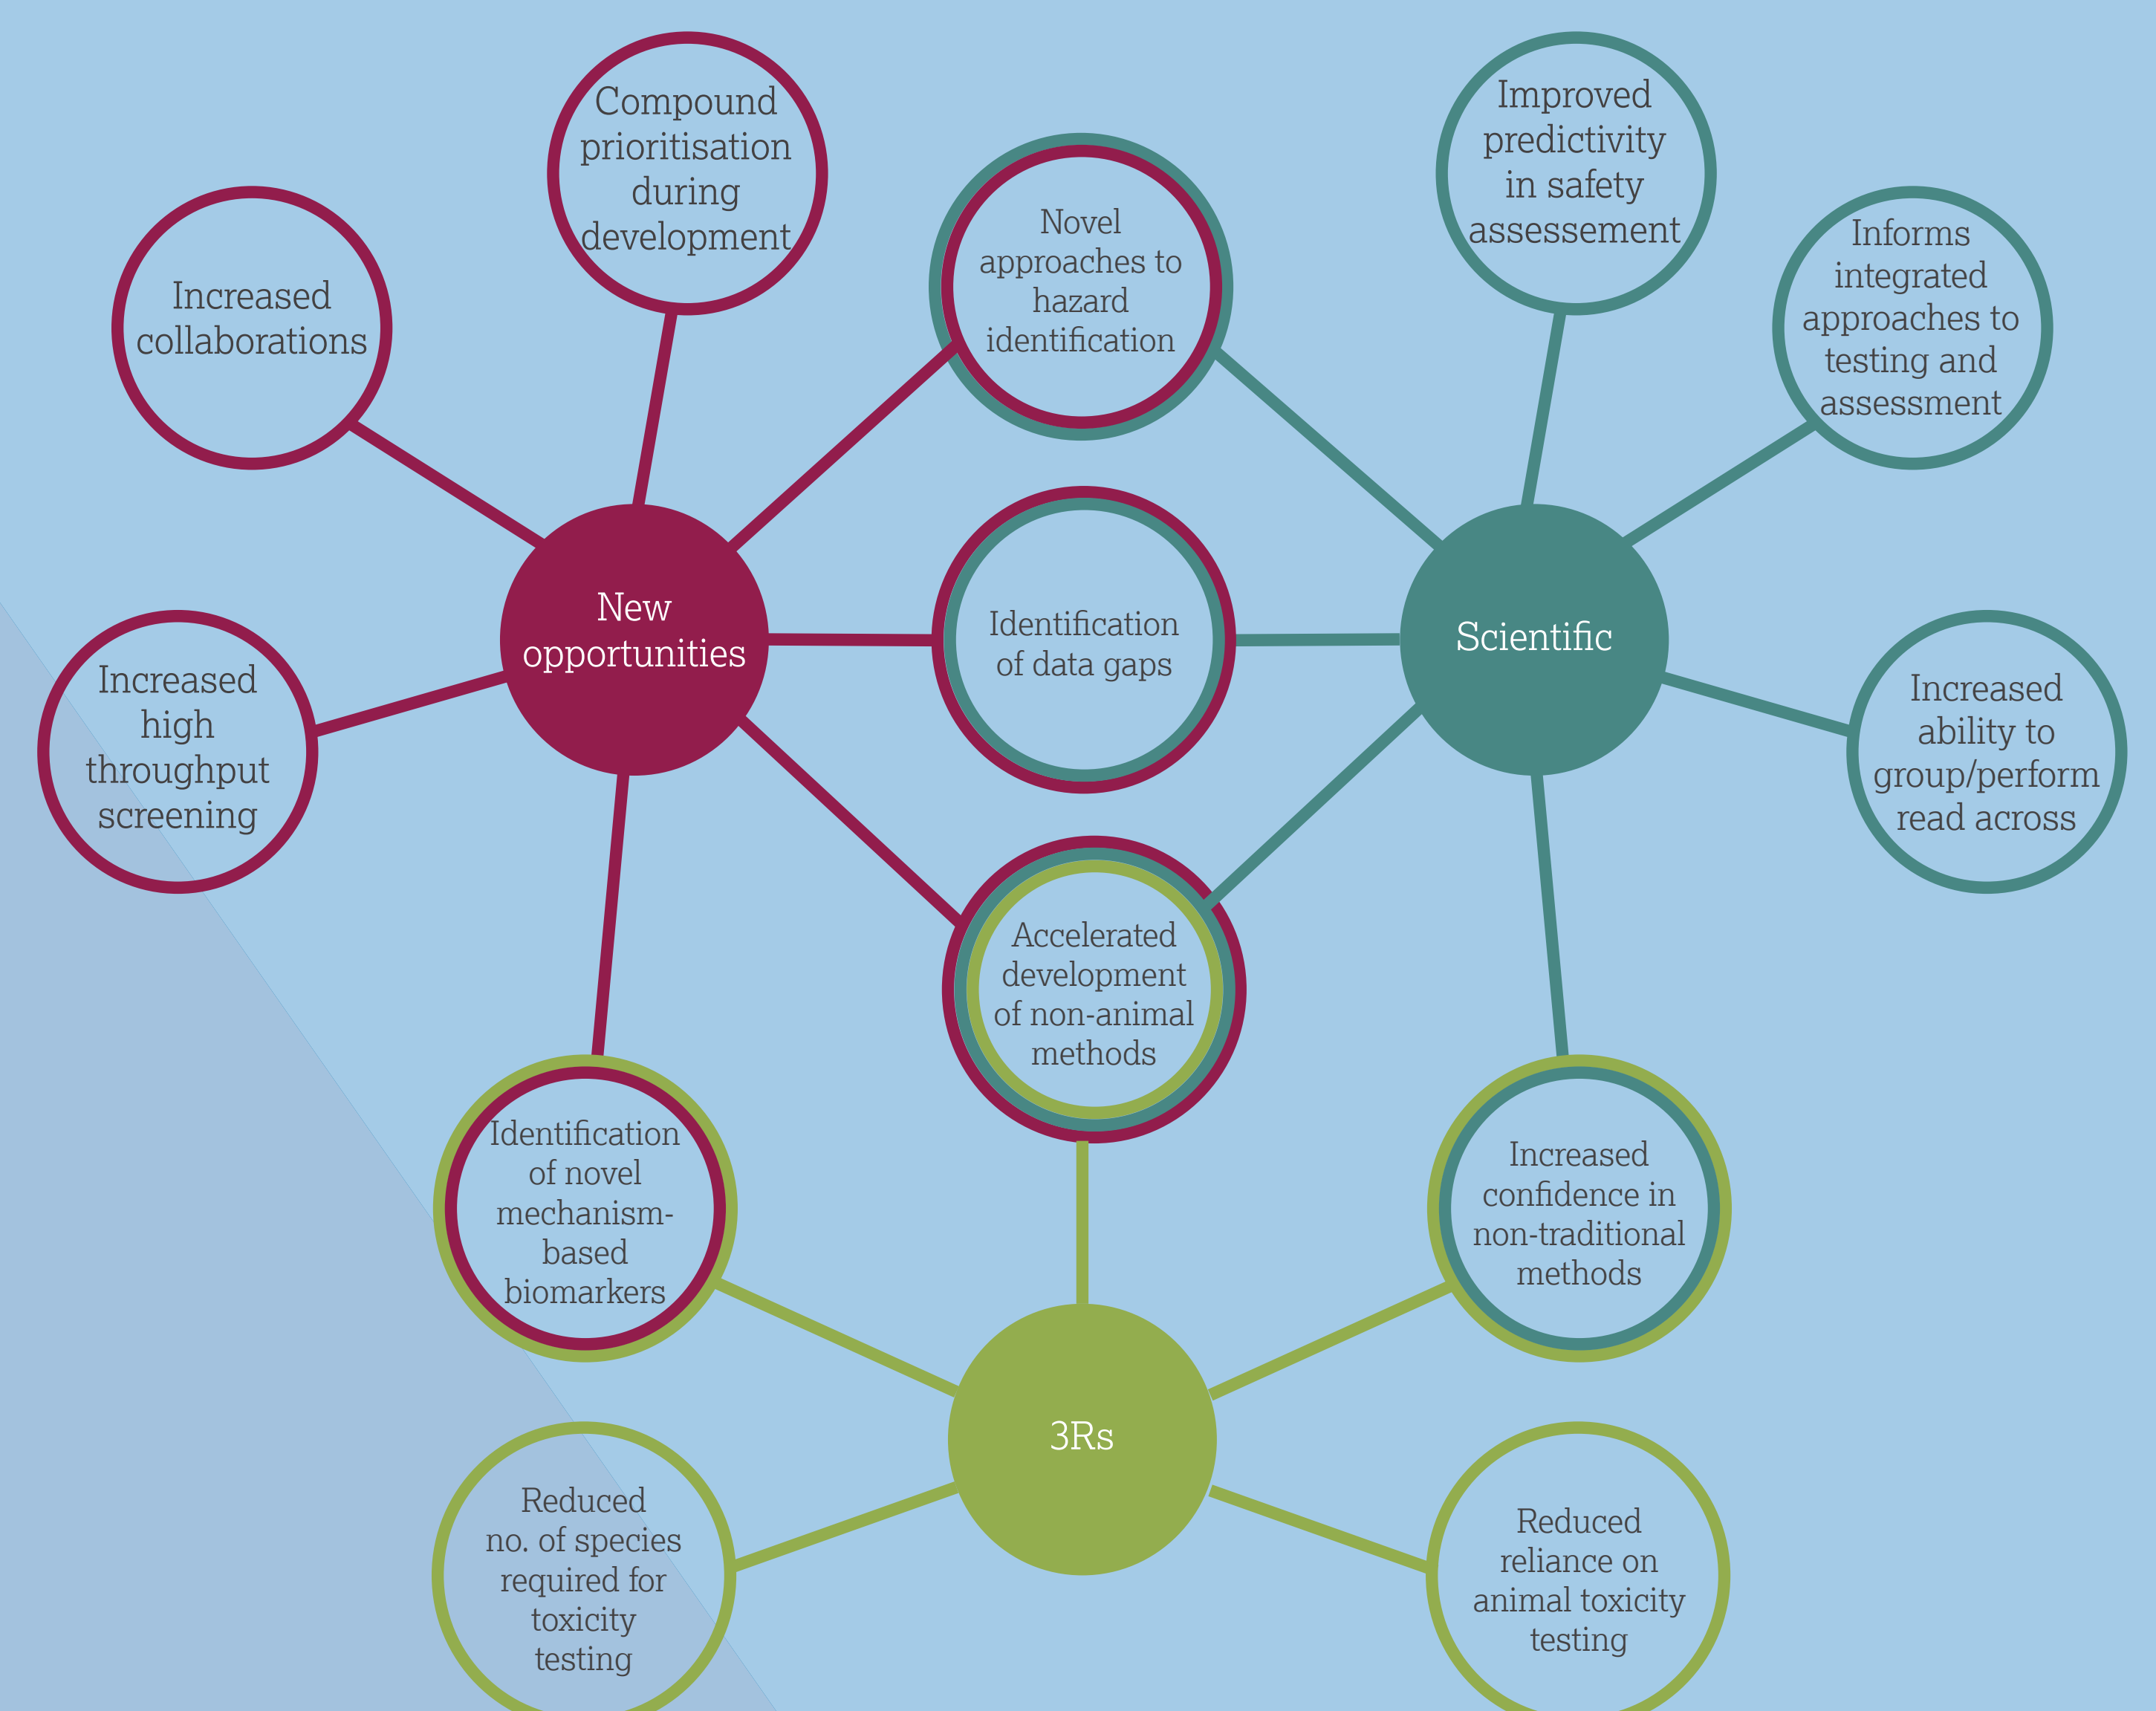 Compound
prioritisation
during
development
Improved
predictivity
in safety
assessement
Increased
collaborations
Novel
approaches to
hazard
identification
Informs
integrated
approaches to
testing and
assessment
New
opportunities
Identification
of data gaps
Scientific
Increased
high
throughput
screening
Increased
ability to
group/perform
read across
Accelerated
development
of non-animal
methods
Identification
of novel
mechanism-
based
biomarkers
Increased
confidence in
non-traditional
methods
3Rs
Reduced
no. of species
required for
toxicity
testing
Reduced
reliance on
animal toxicity
testing